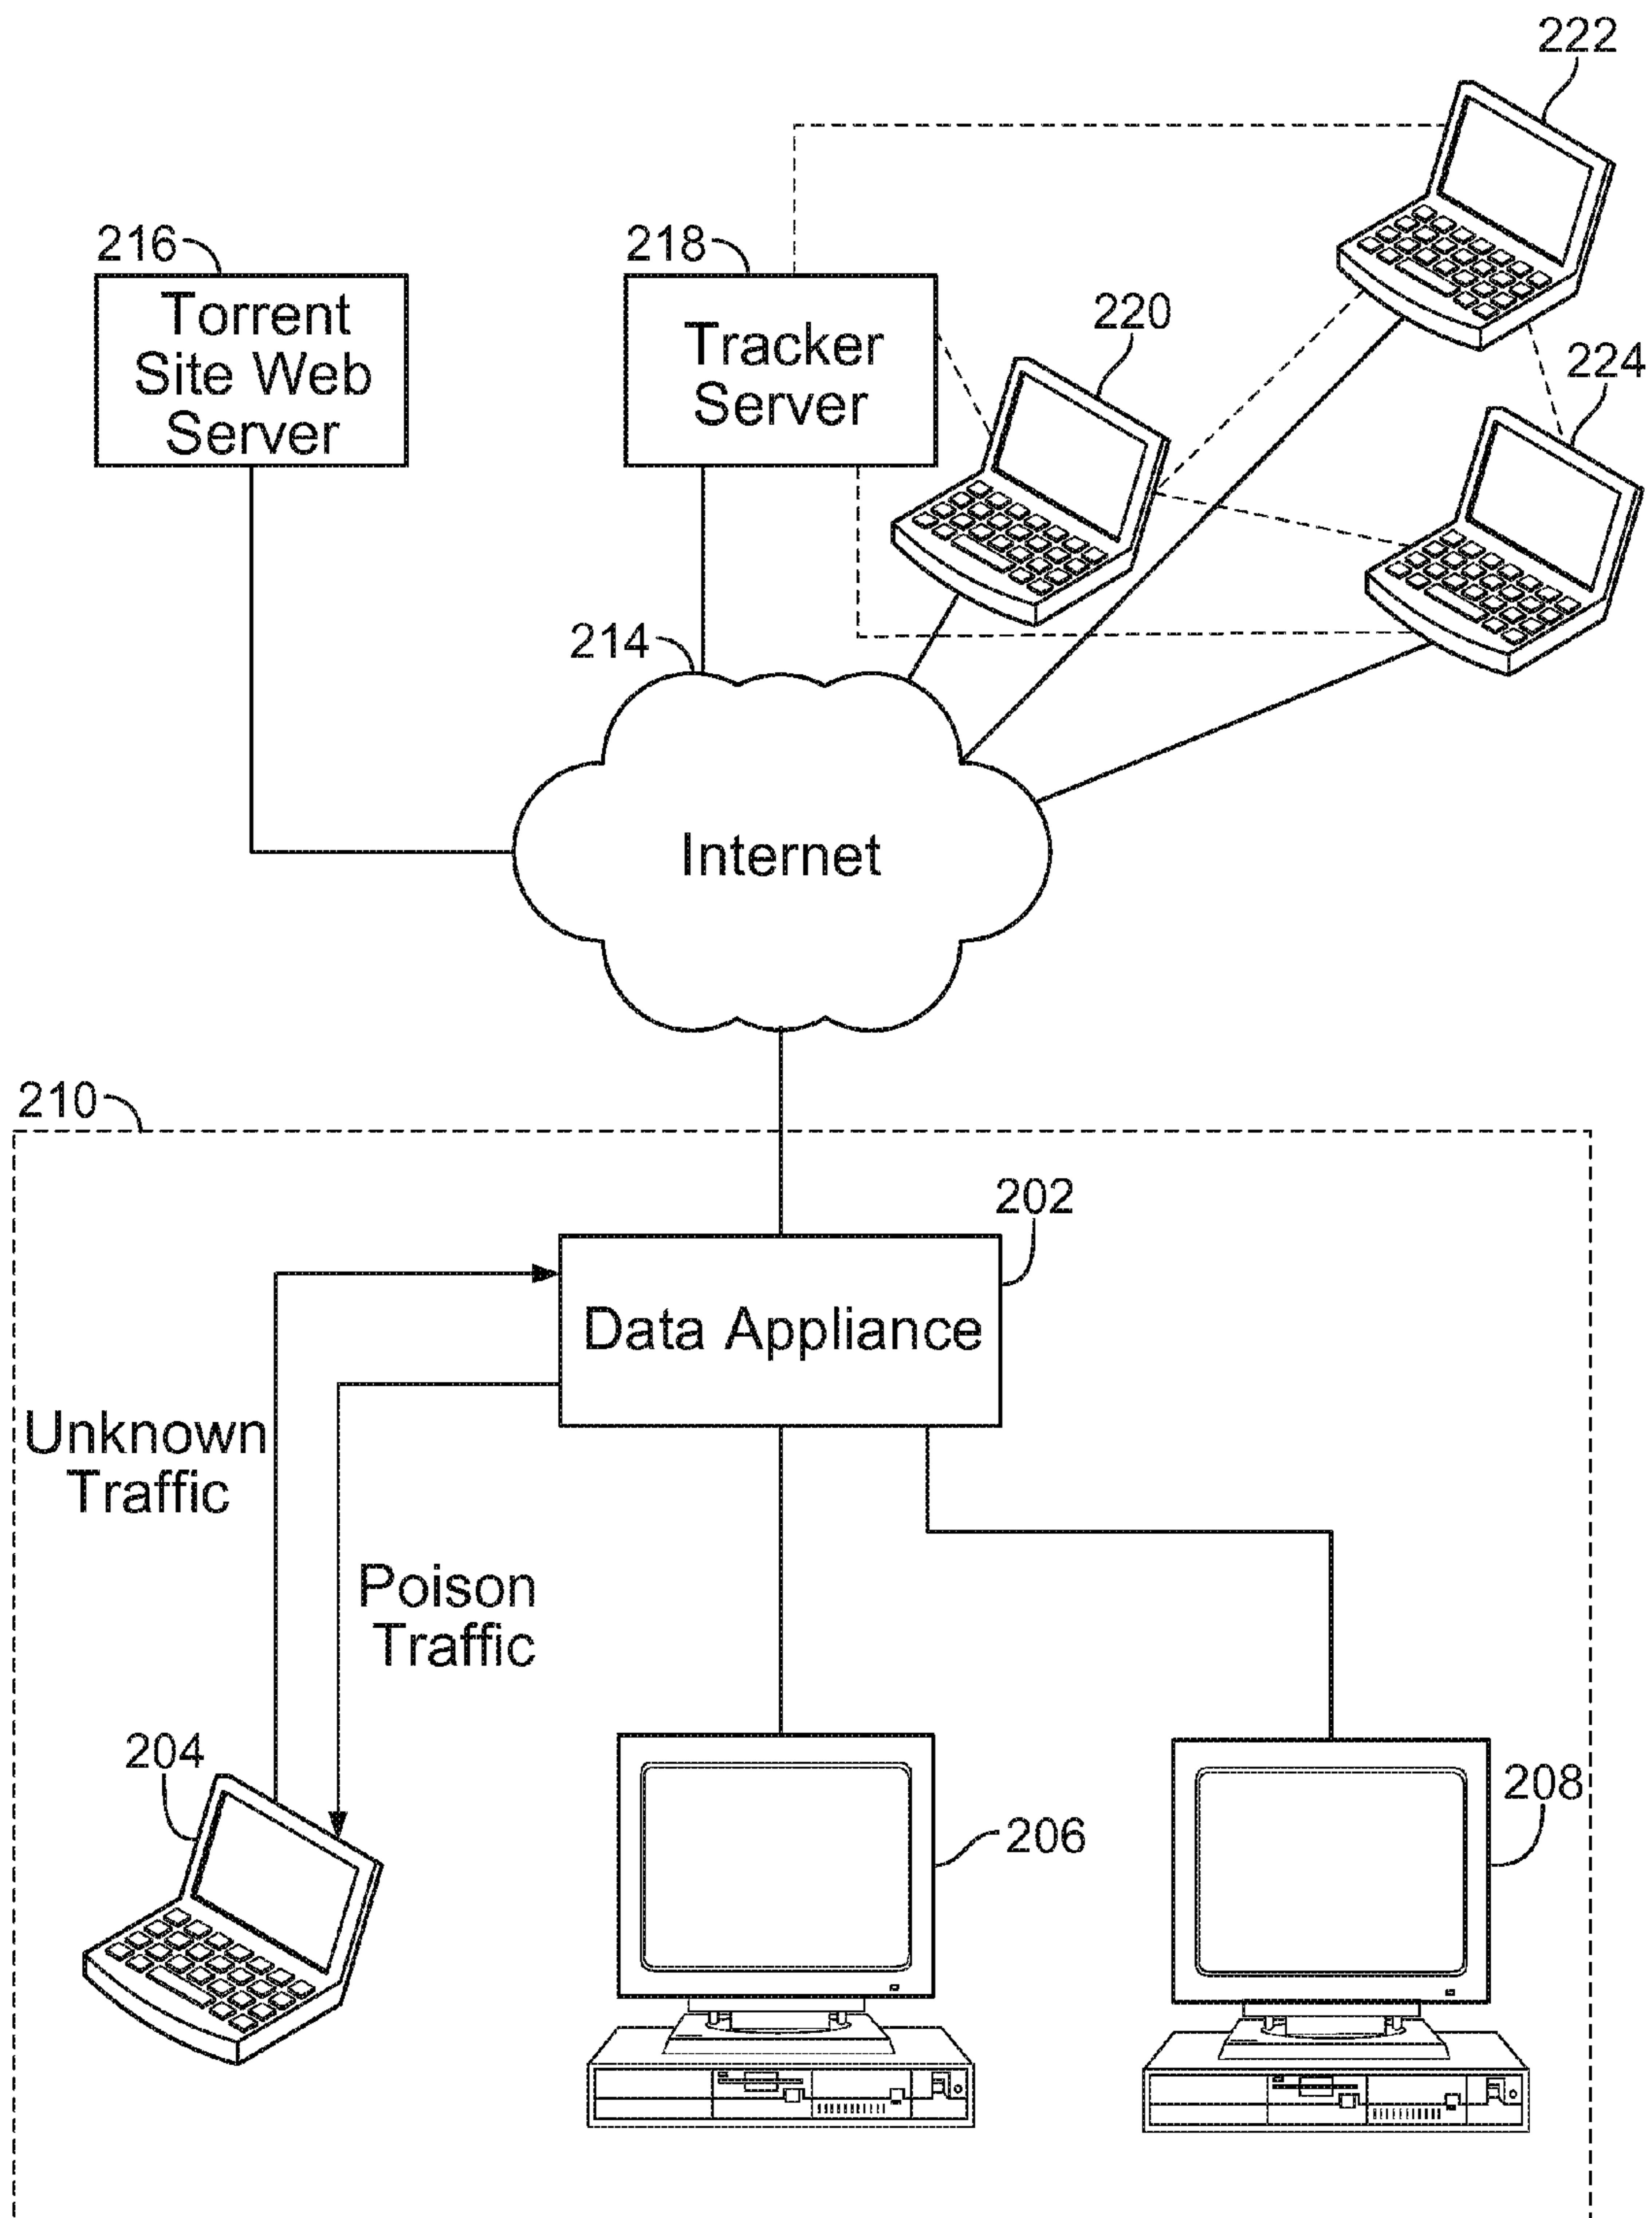 222
216
218
Torrent
Site Web
Server
Tracker
Server
220
224
214
Internet
210
202
Data Appliance
Unknown
Traffic
Poison
Traffic
204
206
208